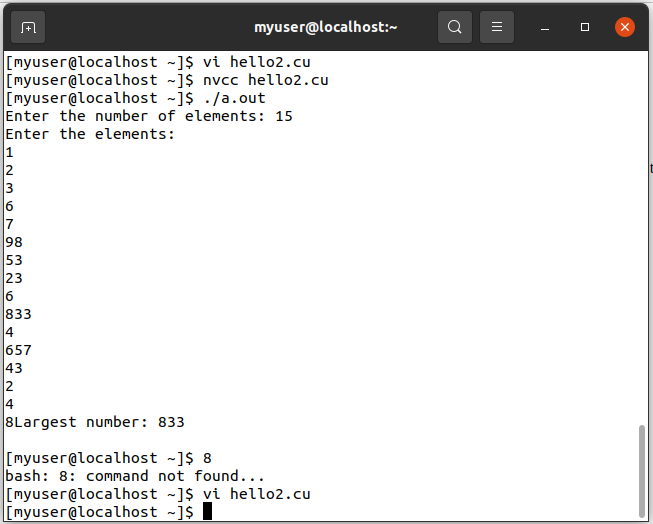 myuser@localhost:~
[myuser@localhost ~]$ vi hello2.cu
[myuser@localhost ~]$ nvcc hello2.cu
[myuser@localhost ~]$ ./a.out
Enter the number of elements: 15
Enter the elements:
1
2
3
6
7
98
53
23
6
833
4
657
43
2
4
8Largest number: 833
[myuser@localhost ~]$ 8
bash: 8: command not found...
[myuser@localhost ~]$ vi hello2.cu
[myuser@localhost ~]$